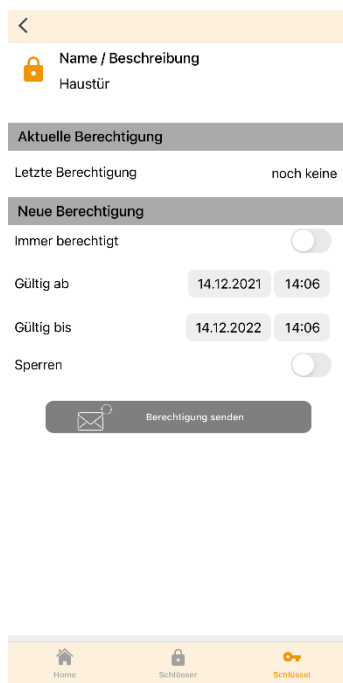 Name / Beschreibung
Haustür
Aktuelle Berechtigung
Letzte Berechtigung noch keine
Neue Berechtigung
Immer berechtigt
Gültig ab 14.12.2021 14:06
Gültig bis 14.12.2022 14:06
Sperren
Berechtigung senden
Home Schlösser Schlüssel